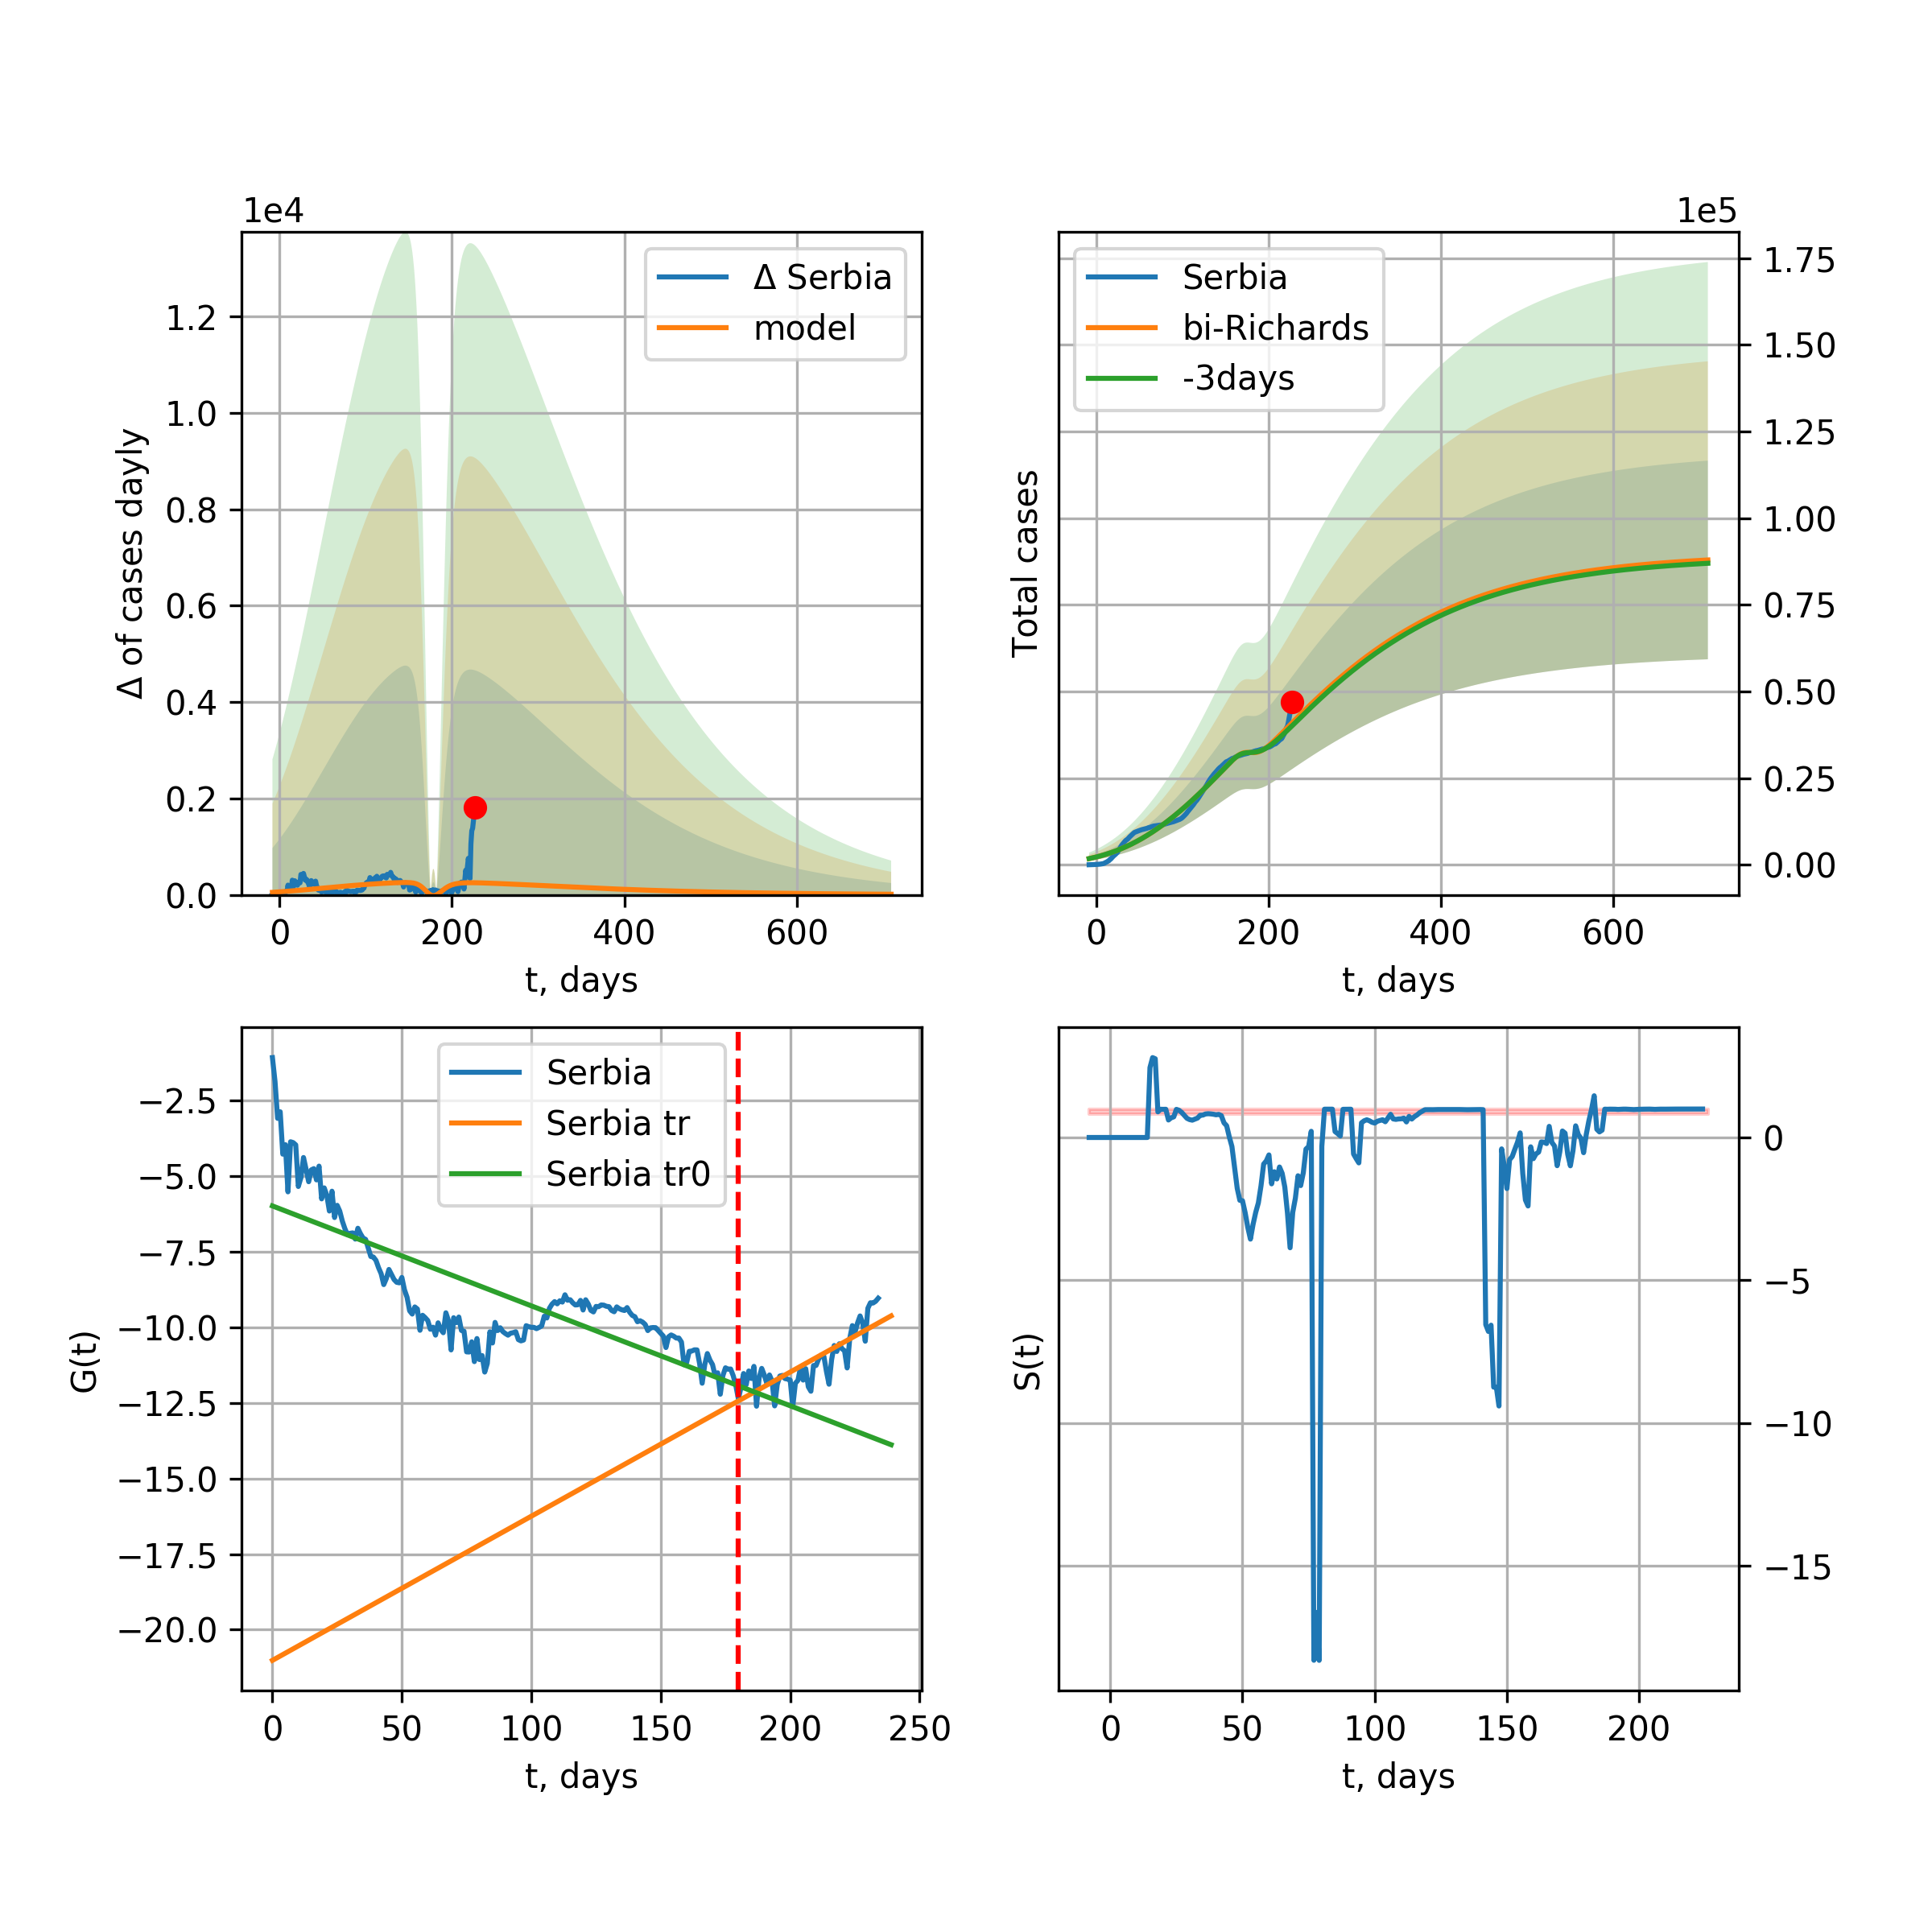 1e4
Δ of cases dayly
1.2
1.0
0.8
0.6
0.4
0.2
0.0
Δ Serbia
model
0 200 400 600
t, days
1e5
Total cases
Serbia
bi-Richards
-3days
1.75
1.50
1.25
1.00
0.75
0.50
0.25
0.00
0 200 400 600
t, days
G(t)
−2.5
−5.0
−7.5
−10.0
−12.5
−15.0
−17.5
−20.0
Serbia
Serbia tr
Serbia tr0
0 50 100 150 200 250
t, days
S(t)
0
−5
−10
−15
0 50 100 150 200
t, days